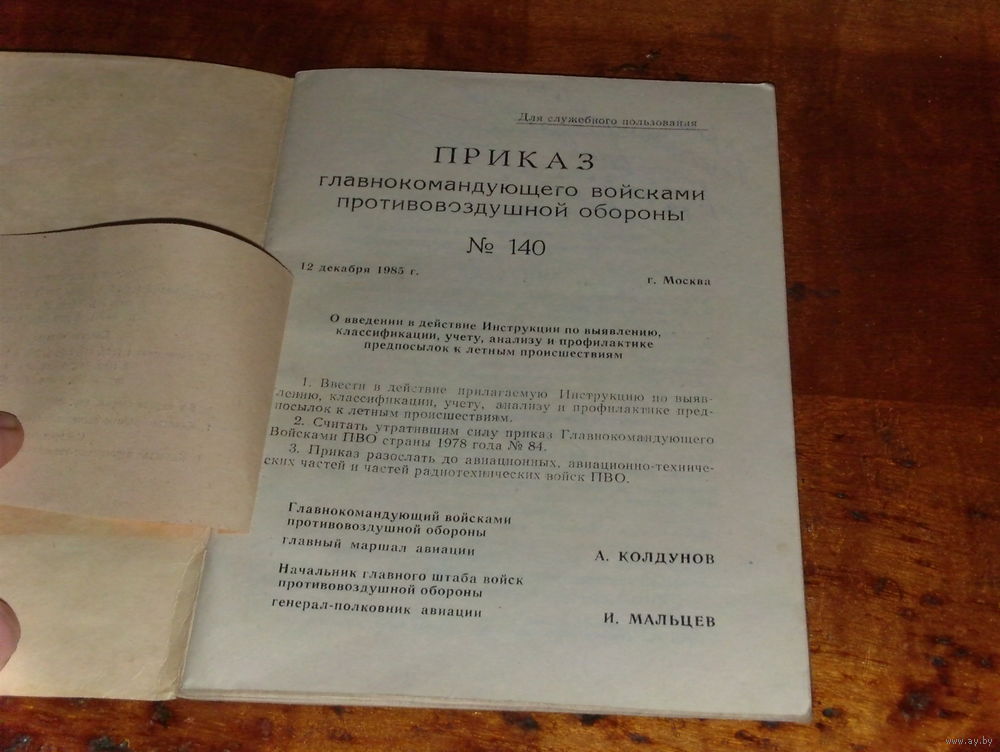 Для служебного пользования
ПРИКАЗ
главнокомандующего войсками
противовоздушной обороны
№ 140
12 декабря 1985 г.
г. Москва
О введении в действие Инструкции по выявлению,
классификации, учету, анализу и профилактике
предпосылок к летным происшествиям
1. Ввести в действие прилагаемую Инструкцию по выяв-
лению, классификации, учету, анализу и профилактике пред-
посылок к летным происшествиям.
2. Считать утратившим силу приказ Главнокомандующего
Войсками ПВО страны 1978 года № 84.
3. Приказ разослать до авиационных, авиационно-техниче-
ских частей и частей радиотехнических войск ПВО.
Главнокомандующий войсками
противовоздушной обороны
главный маршал авиации
А. КОЛДУНОВ
Начальник главного штаба войск
противовоздушной обороны
генерал-полковник авиации
И. МАЛЬЦЕВ
www.ay.by